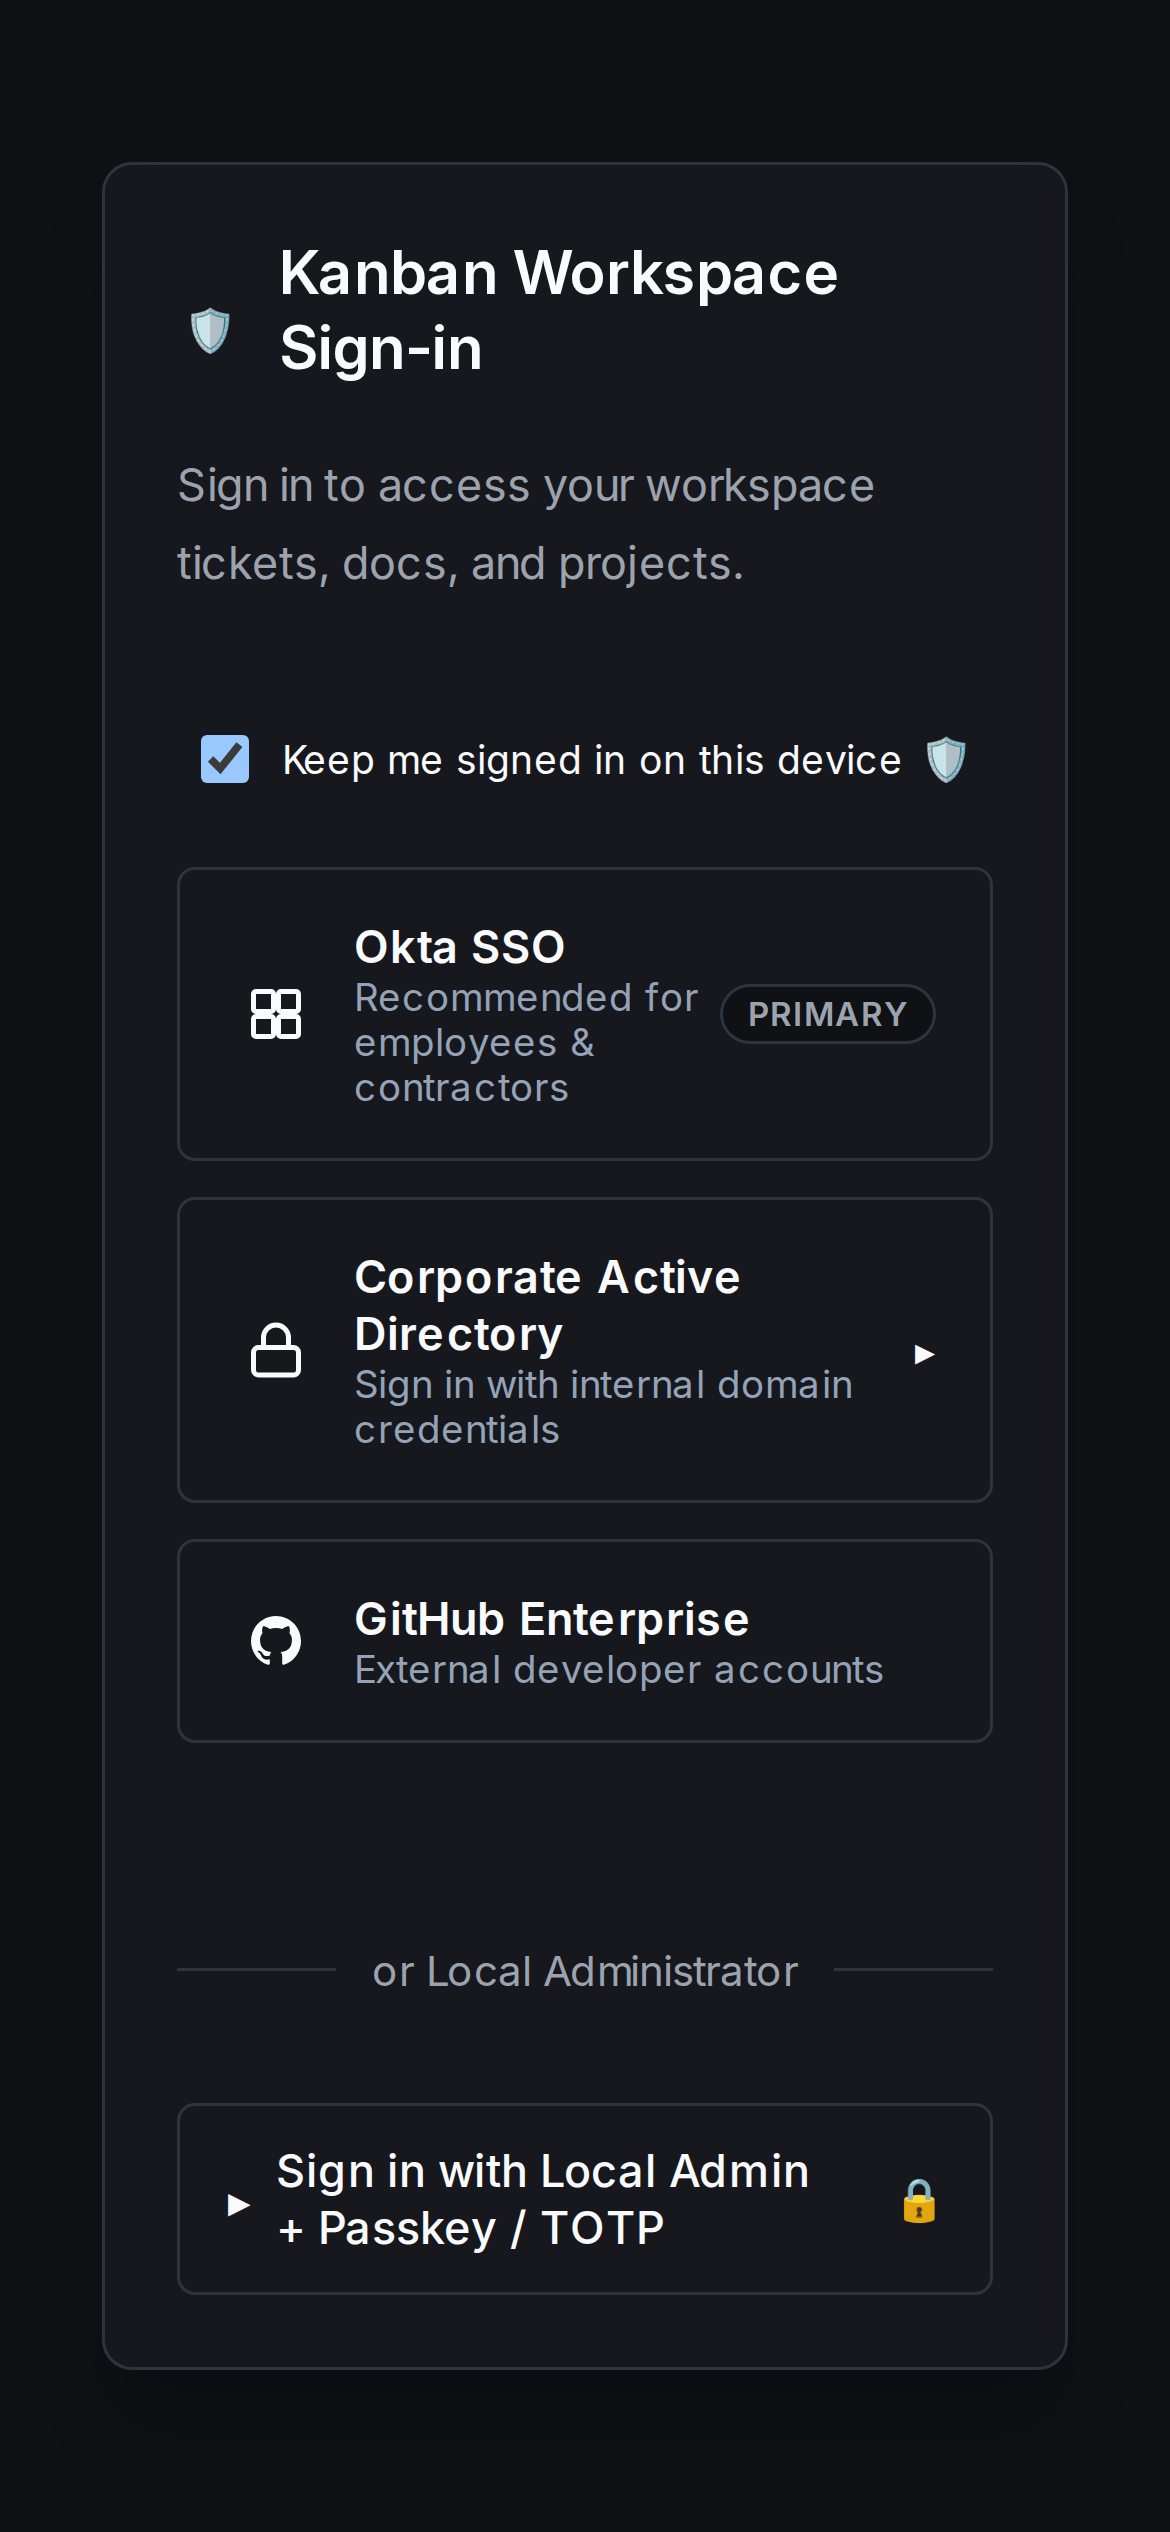 Kanban Workspace
Sign-in
Sign in to access your workspace
tickets, docs, and projects.
Keep me signed in on this device
Okta SSO
Recommended for
employees &
contractors
PRIMARY
Corporate Active
Directory
Sign in with internal domain
credentials
GitHub Enterprise
External developer accounts
or Local Administrator
Sign in with Local Admin
+ Passkey / TOTP